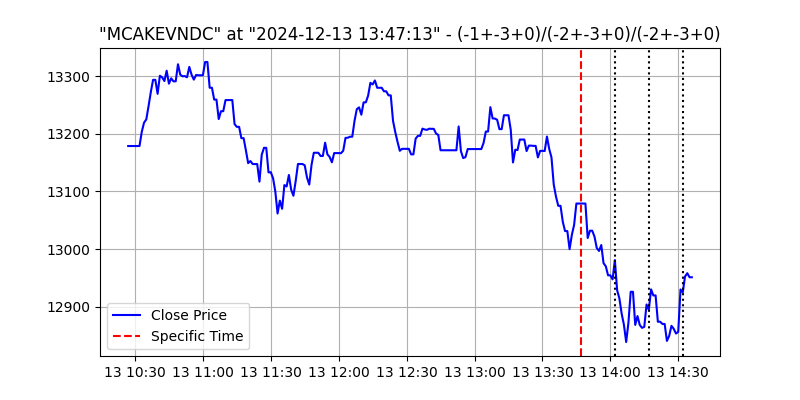 "MCAKEVNDC" at "2024-12-13 13:47:13" - (-1+-3+0)/(-2+-3+0)/(-2+-3+0)
13300
13200
13100
13000
12900
Close Price
Specific Time
13 10:30 13 11:00 13 11:30 13 12:00 13 12:30 13 13:00 13 13:30 13 14:00 13 14:30